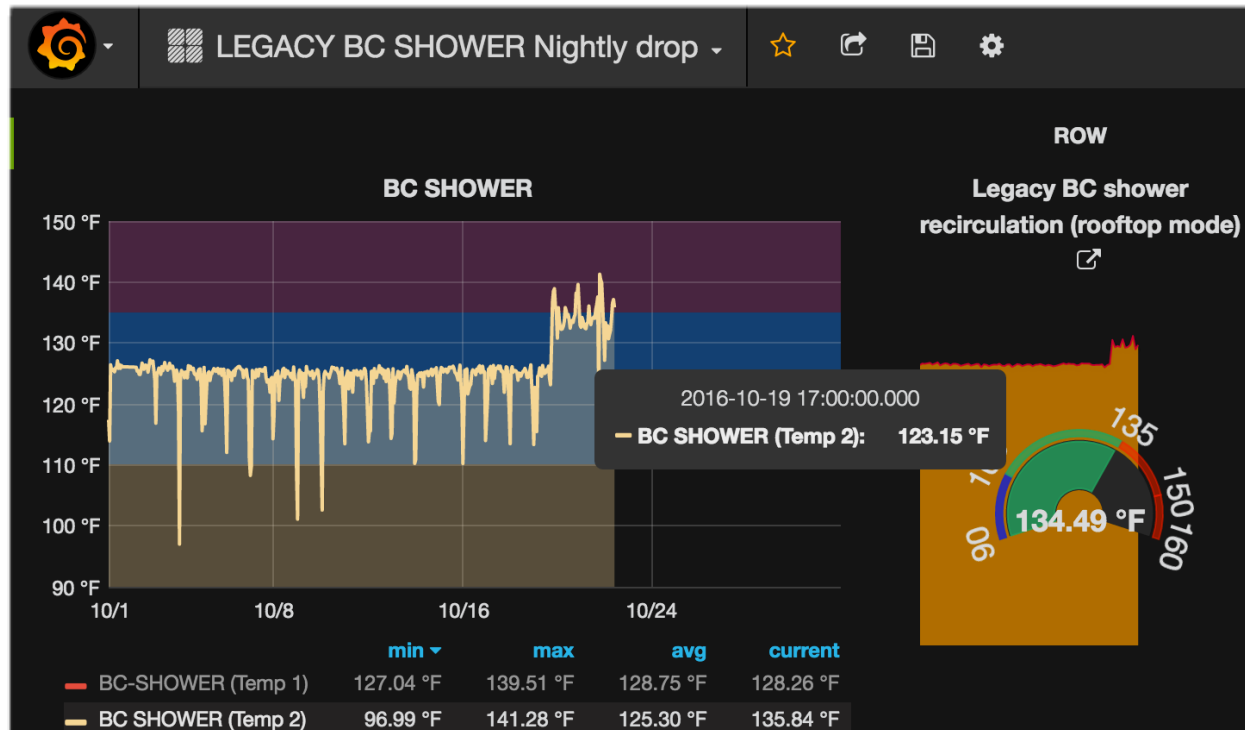 LEGACY BC SHOWER Nightly drop
ROW
BC SHOWER
Legacy BC shower
recirculation (rooftop mode)
150 °F
140 °F
130 °F
120 °F
110 °F
100 °F
90 °F
10/1
10/8
10/16
10/24
2016-10-19 17:00:00.000
BC SHOWER (Temp 2): 123.15 °F
135
150
160
90
134.49 °F
min max avg current
BC-SHOWER (Temp 1) 127.04 °F 139.51 °F 128.75 °F 128.26 °F
BC SHOWER (Temp 2) 96.99 °F 141.28 °F 125.30 °F 135.84 °F